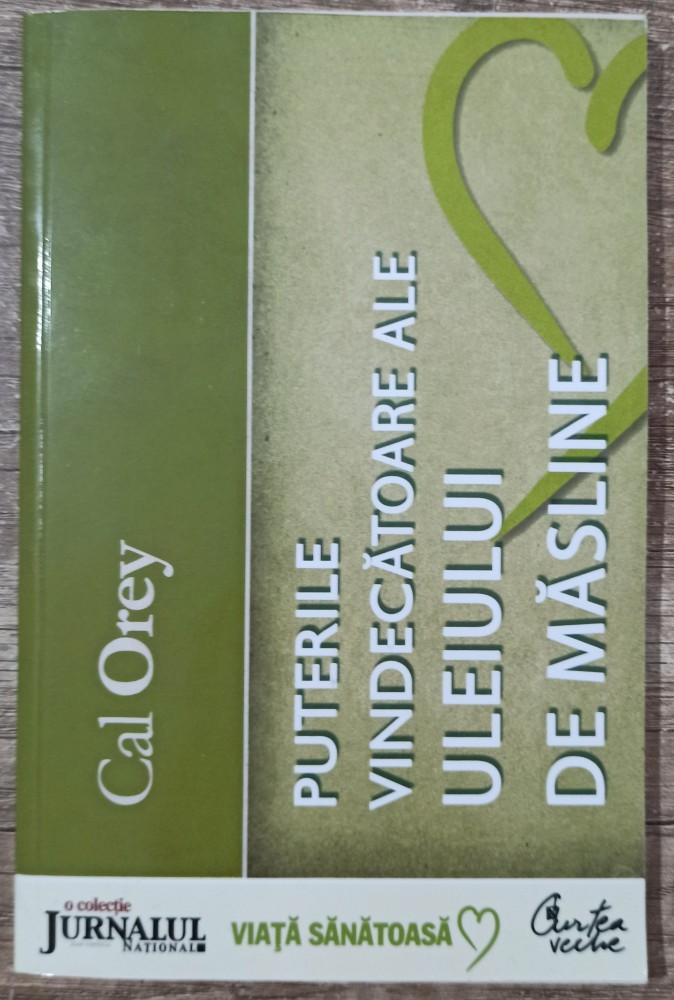 Cal Orey
PUTERILE
VINDECĂTOARE ALE
ULEIULUI
DE MĂSLINE
o colecție
JURNALUL
NAȚIONAL
VIAȚĂ SĂNĂTOASĂ
Curtea
veche